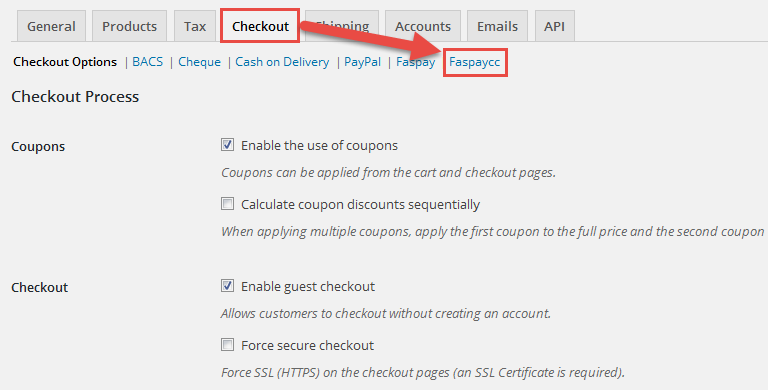 General Products Tax Checkout Shipping Accounts Emails API
Checkout Options | BACS | Cheque | Cash on Delivery | PayPal | Faspay Faspaycc
Checkout Process
Coupons
Enable the use of coupons
Coupons can be applied from the cart and checkout pages.
Calculate coupon discounts sequentially
When applying multiple coupons, apply the first coupon to the full price and the second coupon
Checkout
Enable guest checkout
Allows customers to checkout without creating an account.
Force secure checkout
Force SSL (HTTPS) on the checkout pages (an SSL Certificate is required).